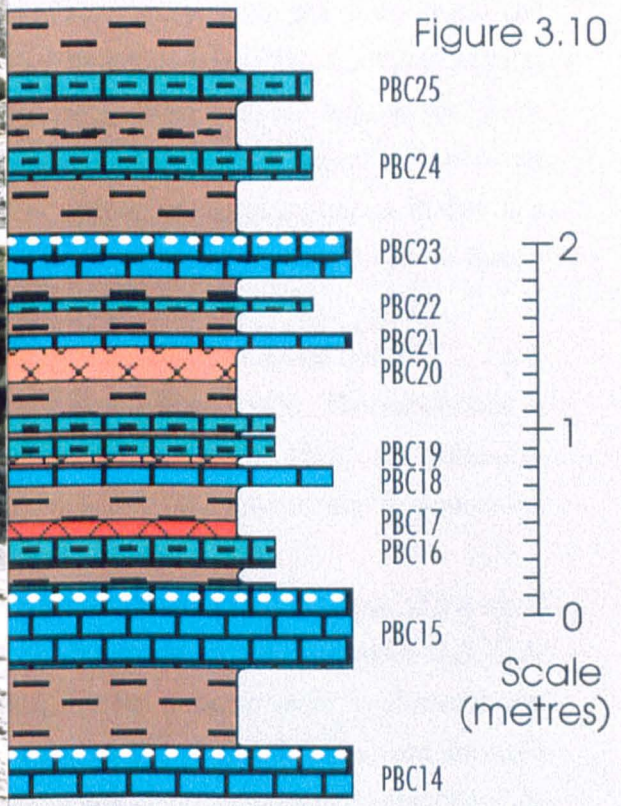 Figure 3.10
PBC25
PBC24
PBC23
PBC22
PBC21
PBC20
PBC19
PBC18
PBC17
PBC16
PBC15
PBC14
2
1
0
Scale
(metres)